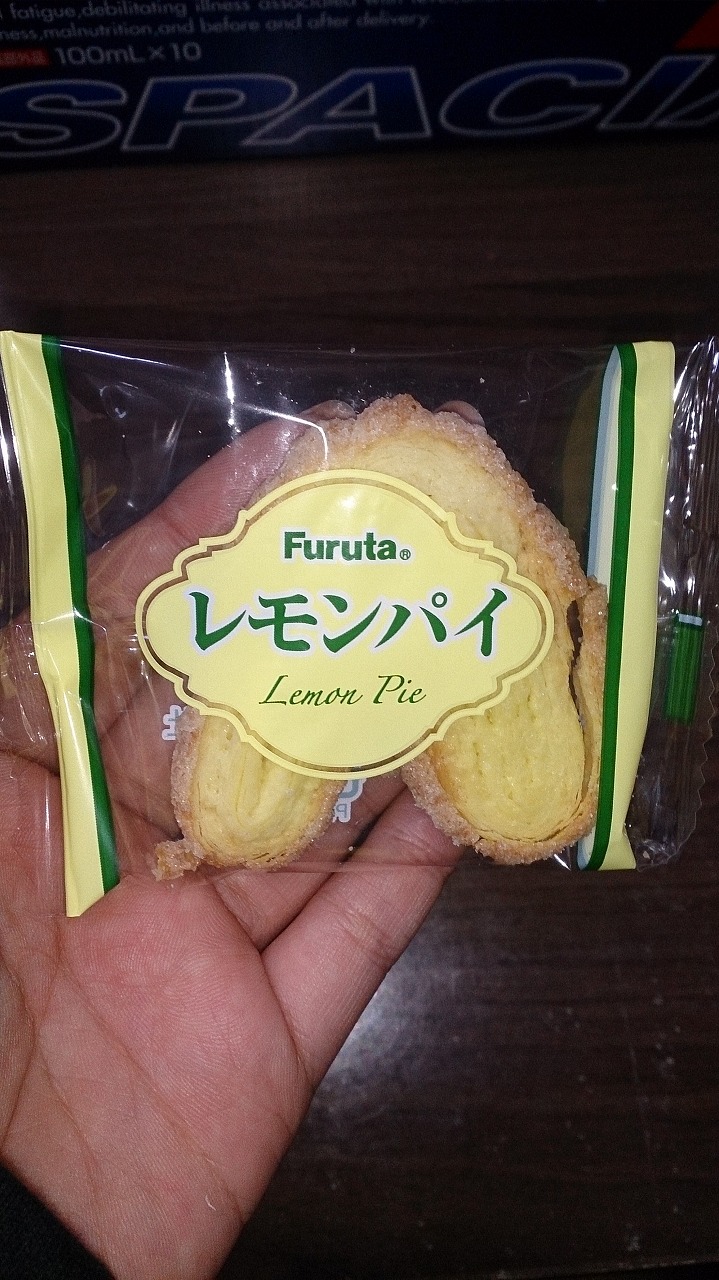 fatigue,debilitating illness associated with
ness,malnutrition,and before and after delivery.
100mL×10
SPACI
Furuta®
レモンパイ
Lemon Pie